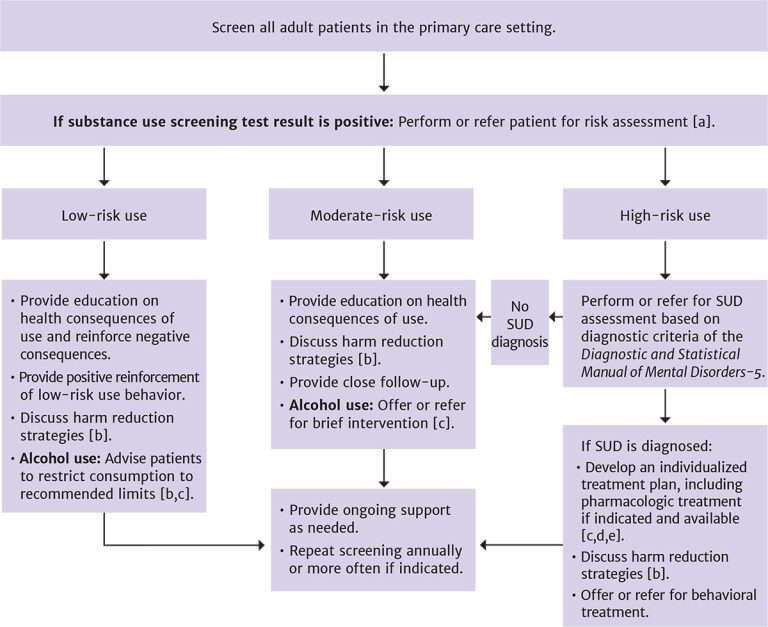 Screen all adult patients in the primary care setting.
If substance use screening test result is positive: Perform or refer patient for risk assessment [a].
Low-risk use
Moderate-risk use
High-risk use
• Provide education on
health consequences of
use and reinforce negative
consequences.
• Provide positive reinforcement
of low-risk use behavior.
• Discuss harm reduction
strategies [b].
• Alcohol use: Advise patients
to restrict consumption to
recommended limits [b,c].
• Provide education on health
consequences of use.
• Discuss harm reduction
strategies [b].
• Provide close follow-up.
• Alcohol use: Offer or refer
for brief intervention [c].
No
SUD
diagnosis
Perform or refer for SUD
assessment based on
diagnostic criteria of the
Diagnostic and Statistical
Manual of Mental Disorders-5.
If SUD is diagnosed:
• Develop an individualized
treatment plan, including
pharmacologic treatment
if indicated and available
[c,d,e].
• Discuss harm reduction
strategies [b].
• Offer or refer for behavioral
treatment.
• Provide ongoing support
as needed.
• Repeat screening annually
or more often if indicated.